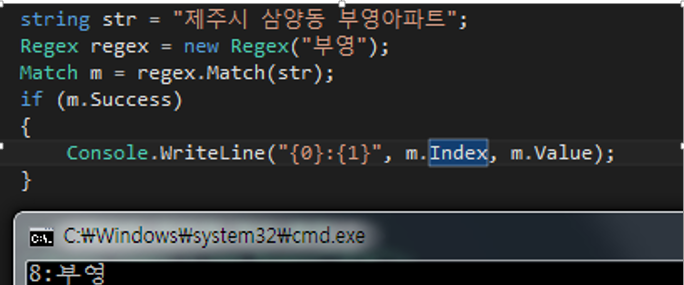 string str = "제주시 삼양동 부영아파트";
Regex regex = new Regex("부영");
Match m = regex.Match(str);
if (m.Success)
{
    Console.WriteLine("{0}:{1}", m.Index, m.Value);
}
C:\Windows\system32\cmd.exe
8:부영